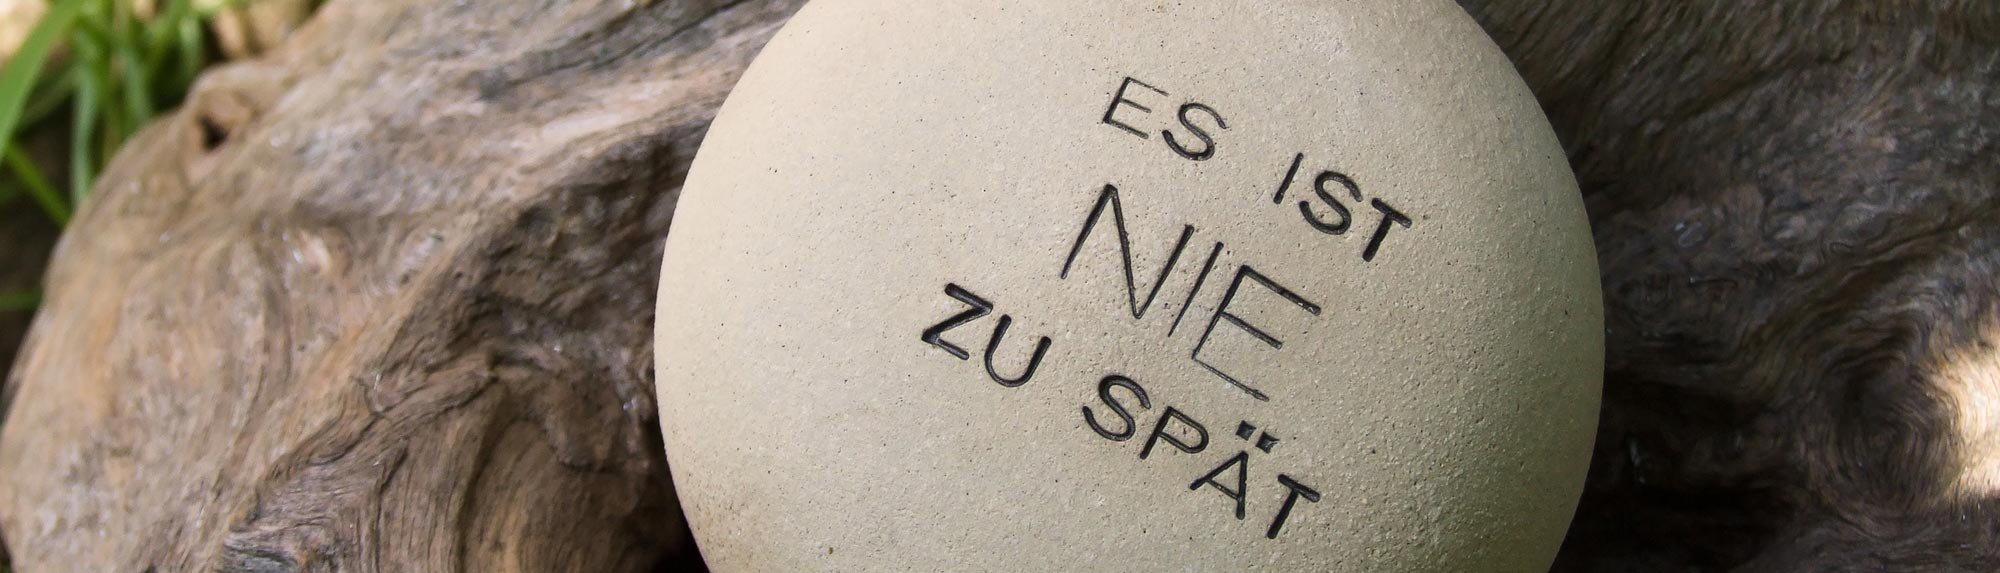 ES IST
NIE
ZU SPÄT